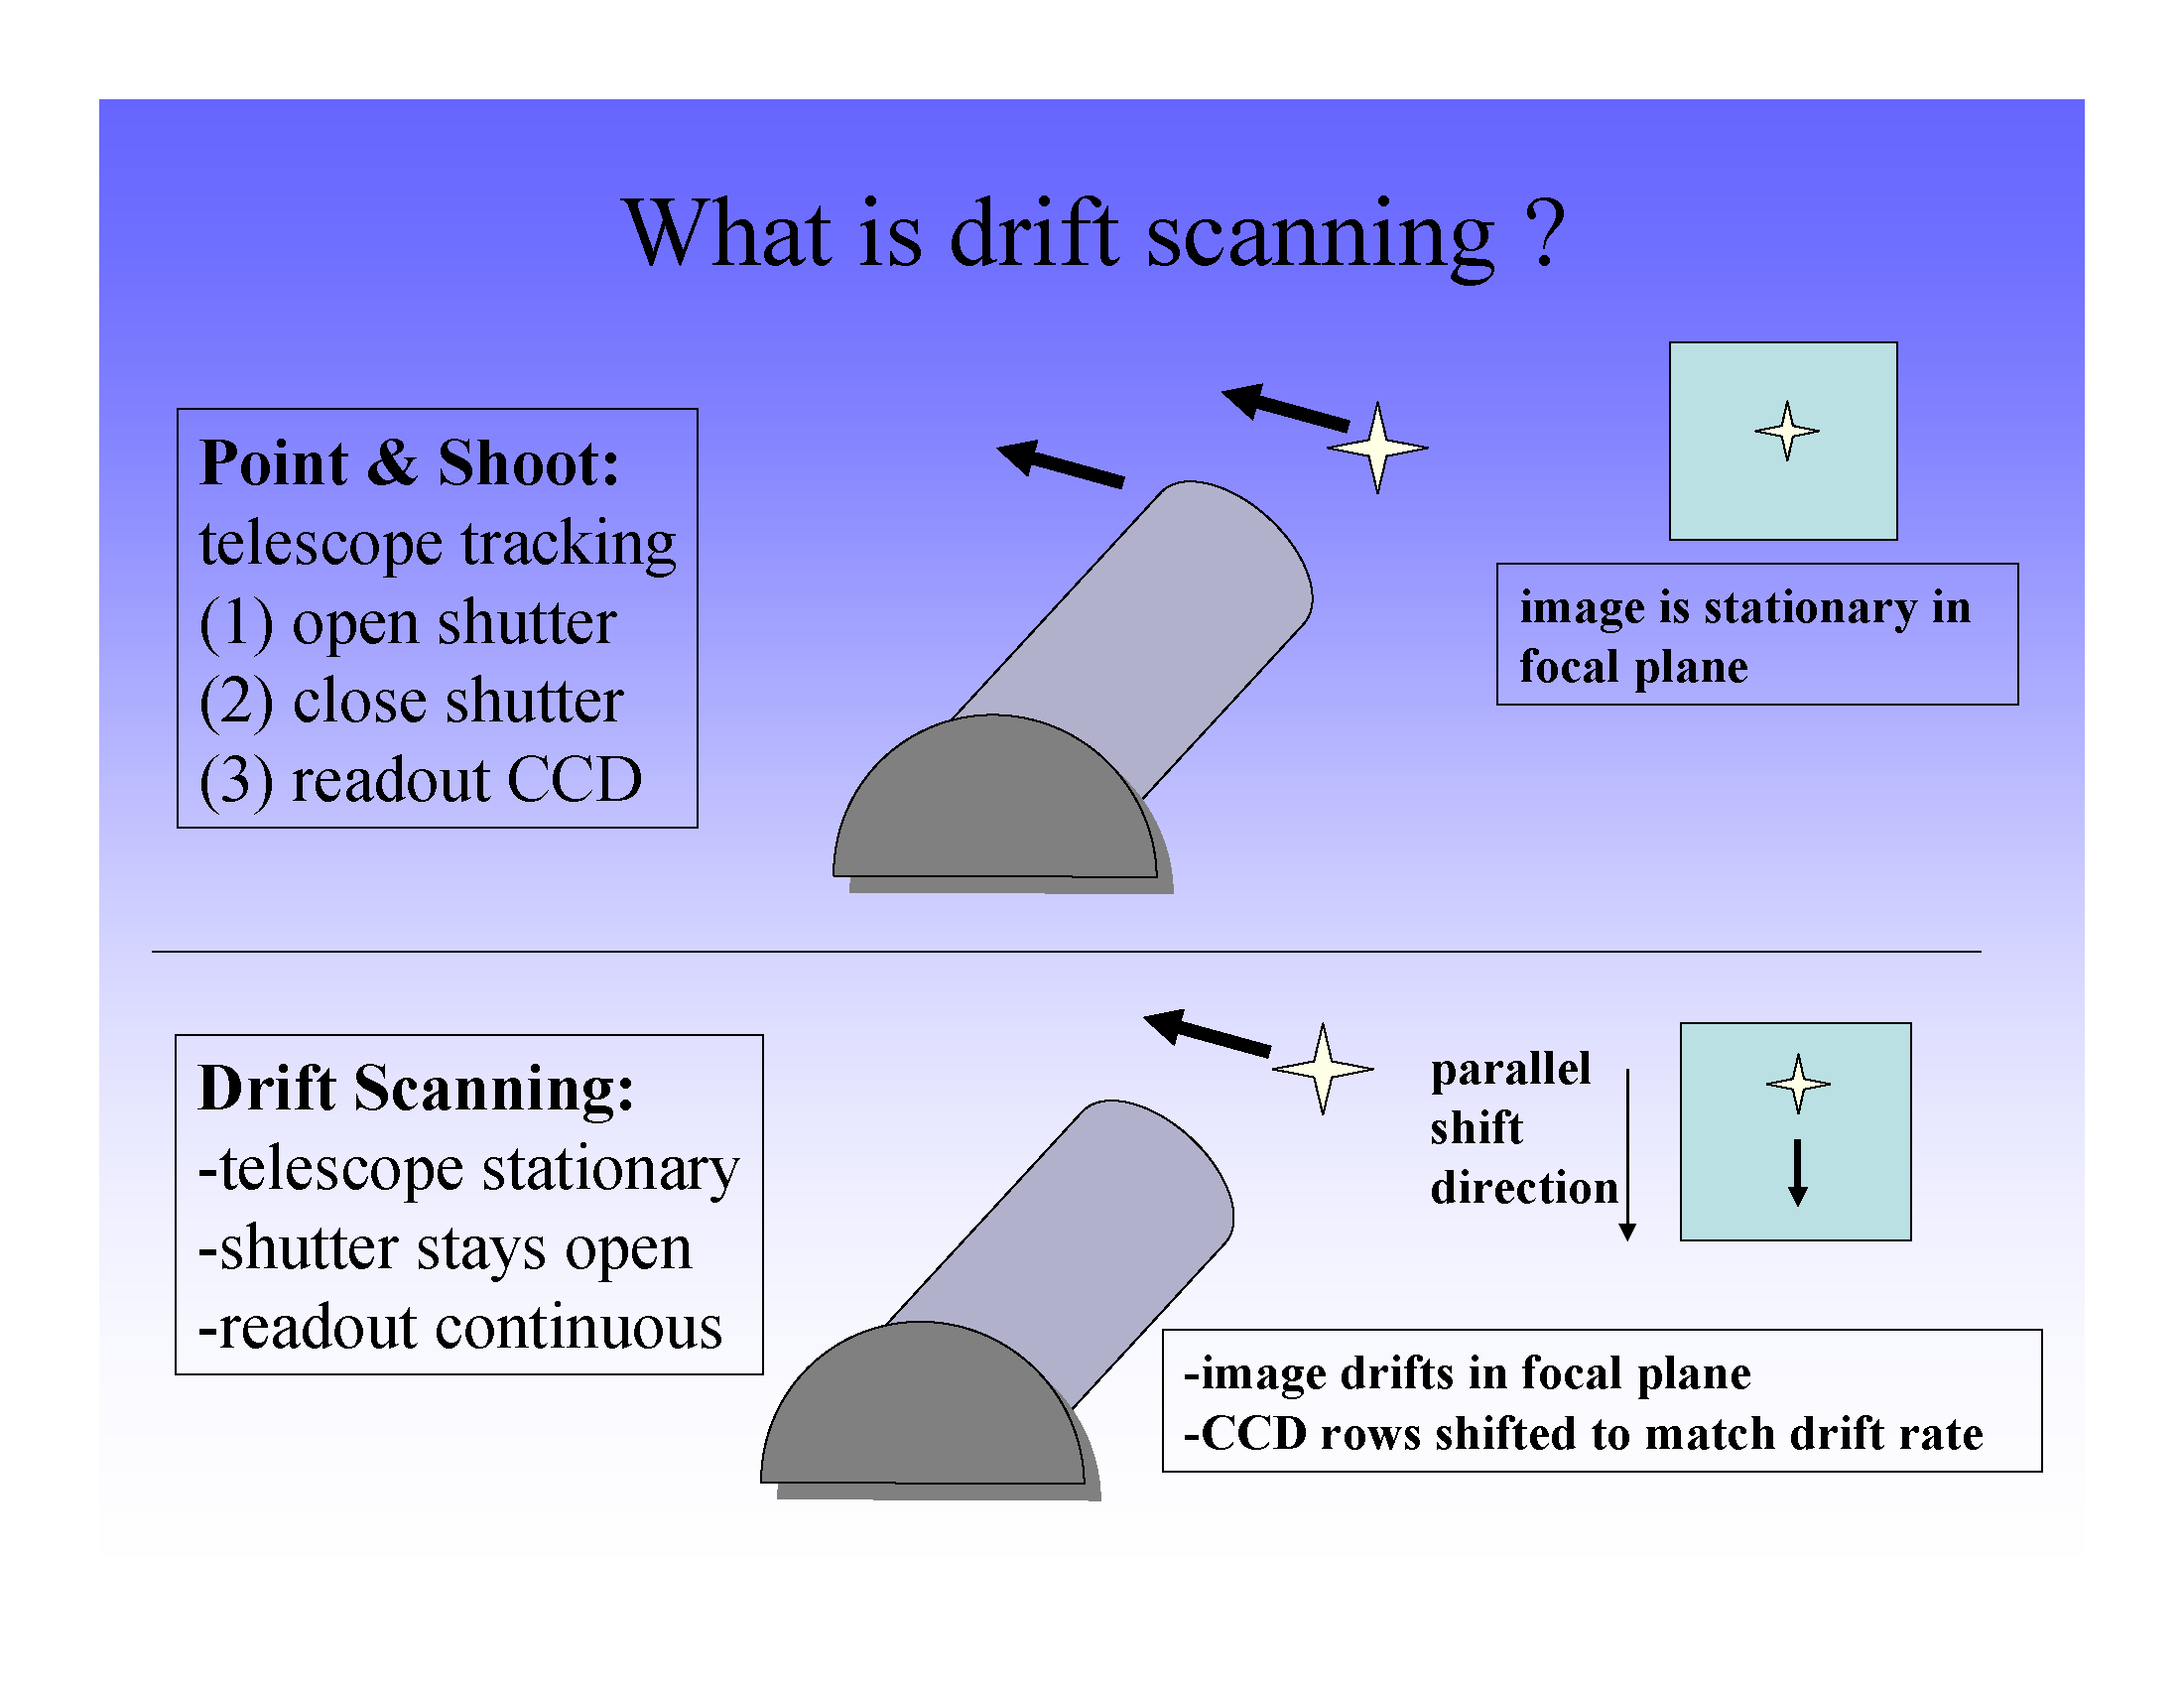 What is drift scanning ?
Point & Shoot:
telescope tracking
(1) open shutter
(2) close shutter
(3) readout CCD
image is stationary in
focal plane
Drift Scanning:
-telescope stationary
-shutter stays open
-readout continuous
parallel
shift
direction
-image drifts in focal plane
-CCD rows shifted to match drift rate